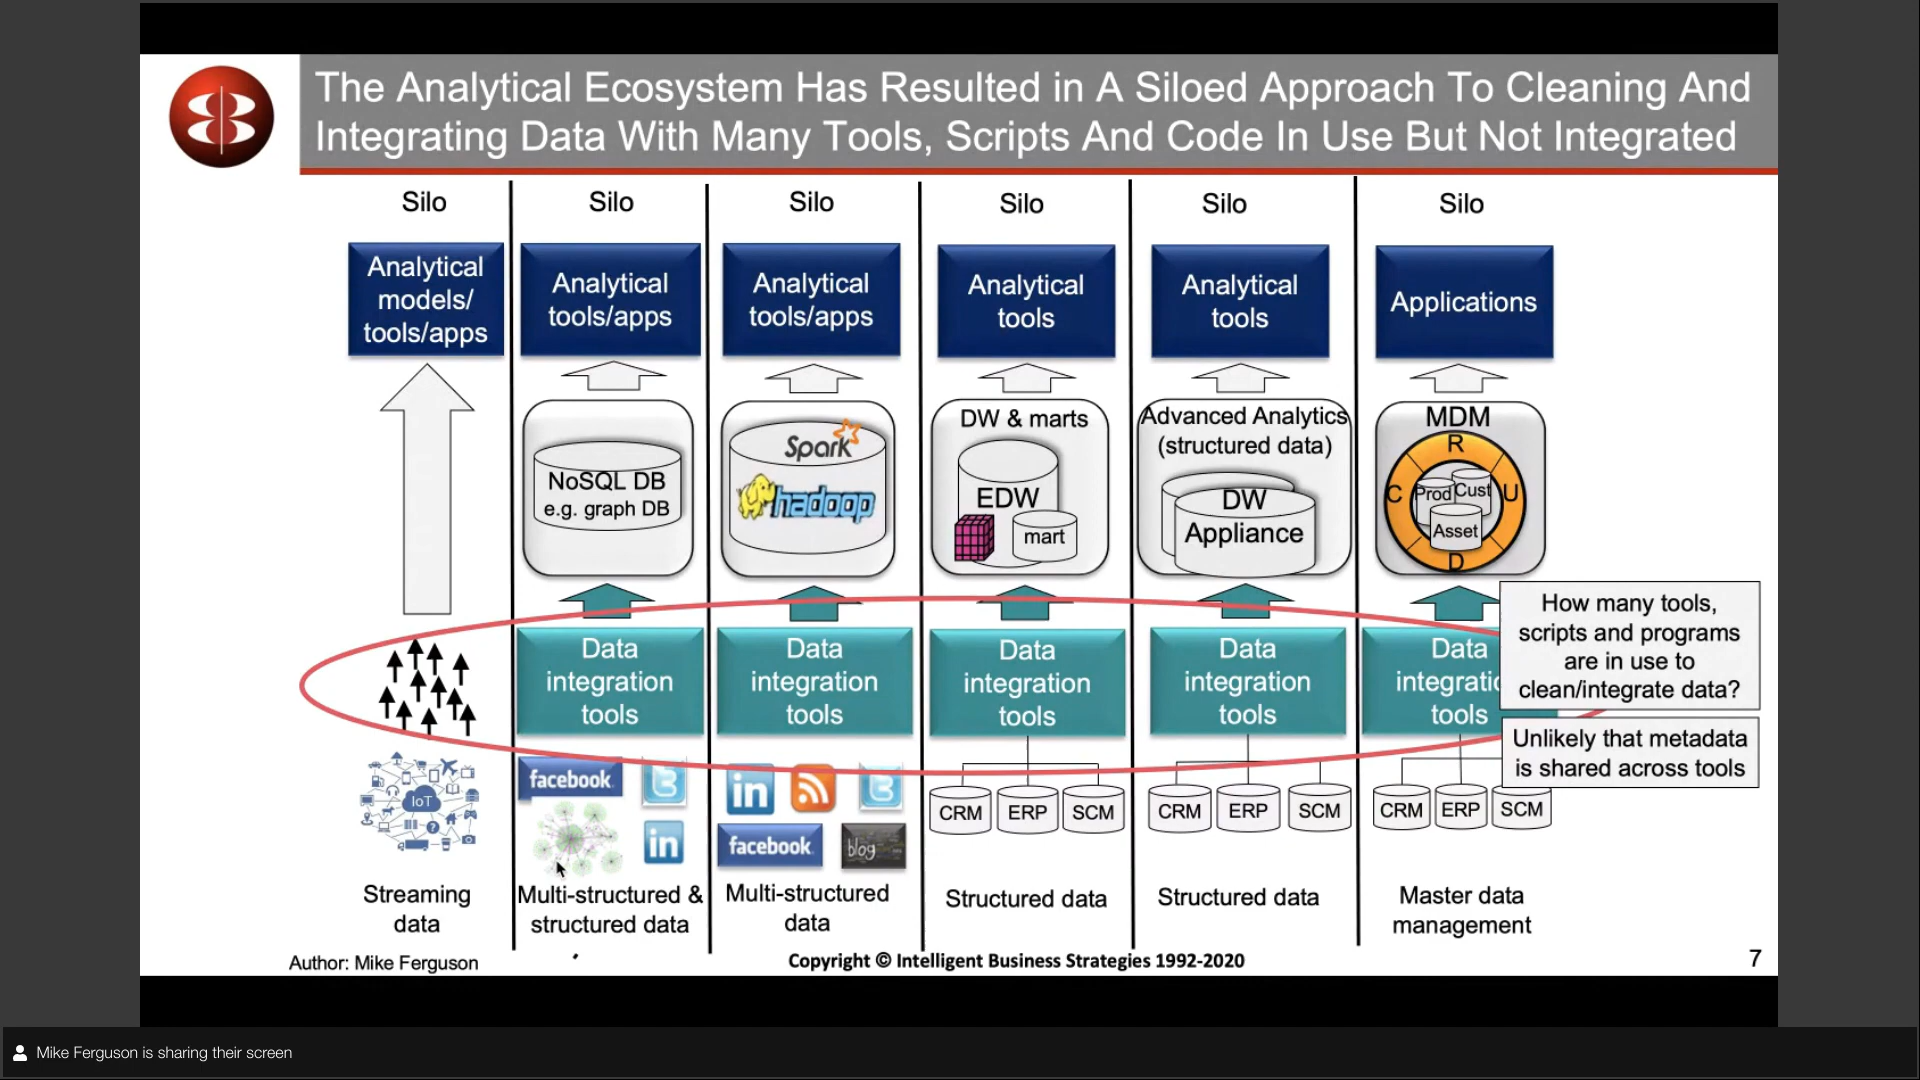 The Analytical Ecosystem Has Resulted in A Siloed Approach To Cleaning And
Integrating Data With Many Tools, Scripts And Code In Use But Not Integrated
Silo
Silo
Silo
Silo
Silo
Silo
Analytical
models/
tools/apps
Analytical
tools/apps
Analytical
tools/apps
Analytical
tools
Analytical
tools
Applications
NoSQL DB
e.g. graph DB
Spark
hadoop
DW & marts
EDW
mart
Advanced Analytics
(structured data)
DW
Appliance
MDM
R
C
U
D
Prod
Cust
Asset
How many tools,
scripts and programs
are in use to
clean/integrate data?
Data
integration
tools
Data
integration
tools
Data
integration
tools
Data
integration
tools
Data
integratio
tools
Unlikely that metadata
is shared across tools
IoT
facebook.
t
in
in
t
facebook.
blog
CRM
ERP
SCM
CRM
ERP
SCM
CRM
ERP
SCM
Streaming
data
Multi-structured &
structured data
Multi-structured
data
Structured data
Structured data
Master data
management
Author: Mike Ferguson
Copyright © Intelligent Business Strategies 1992-2020
7
Mike Ferguson is sharing their screen